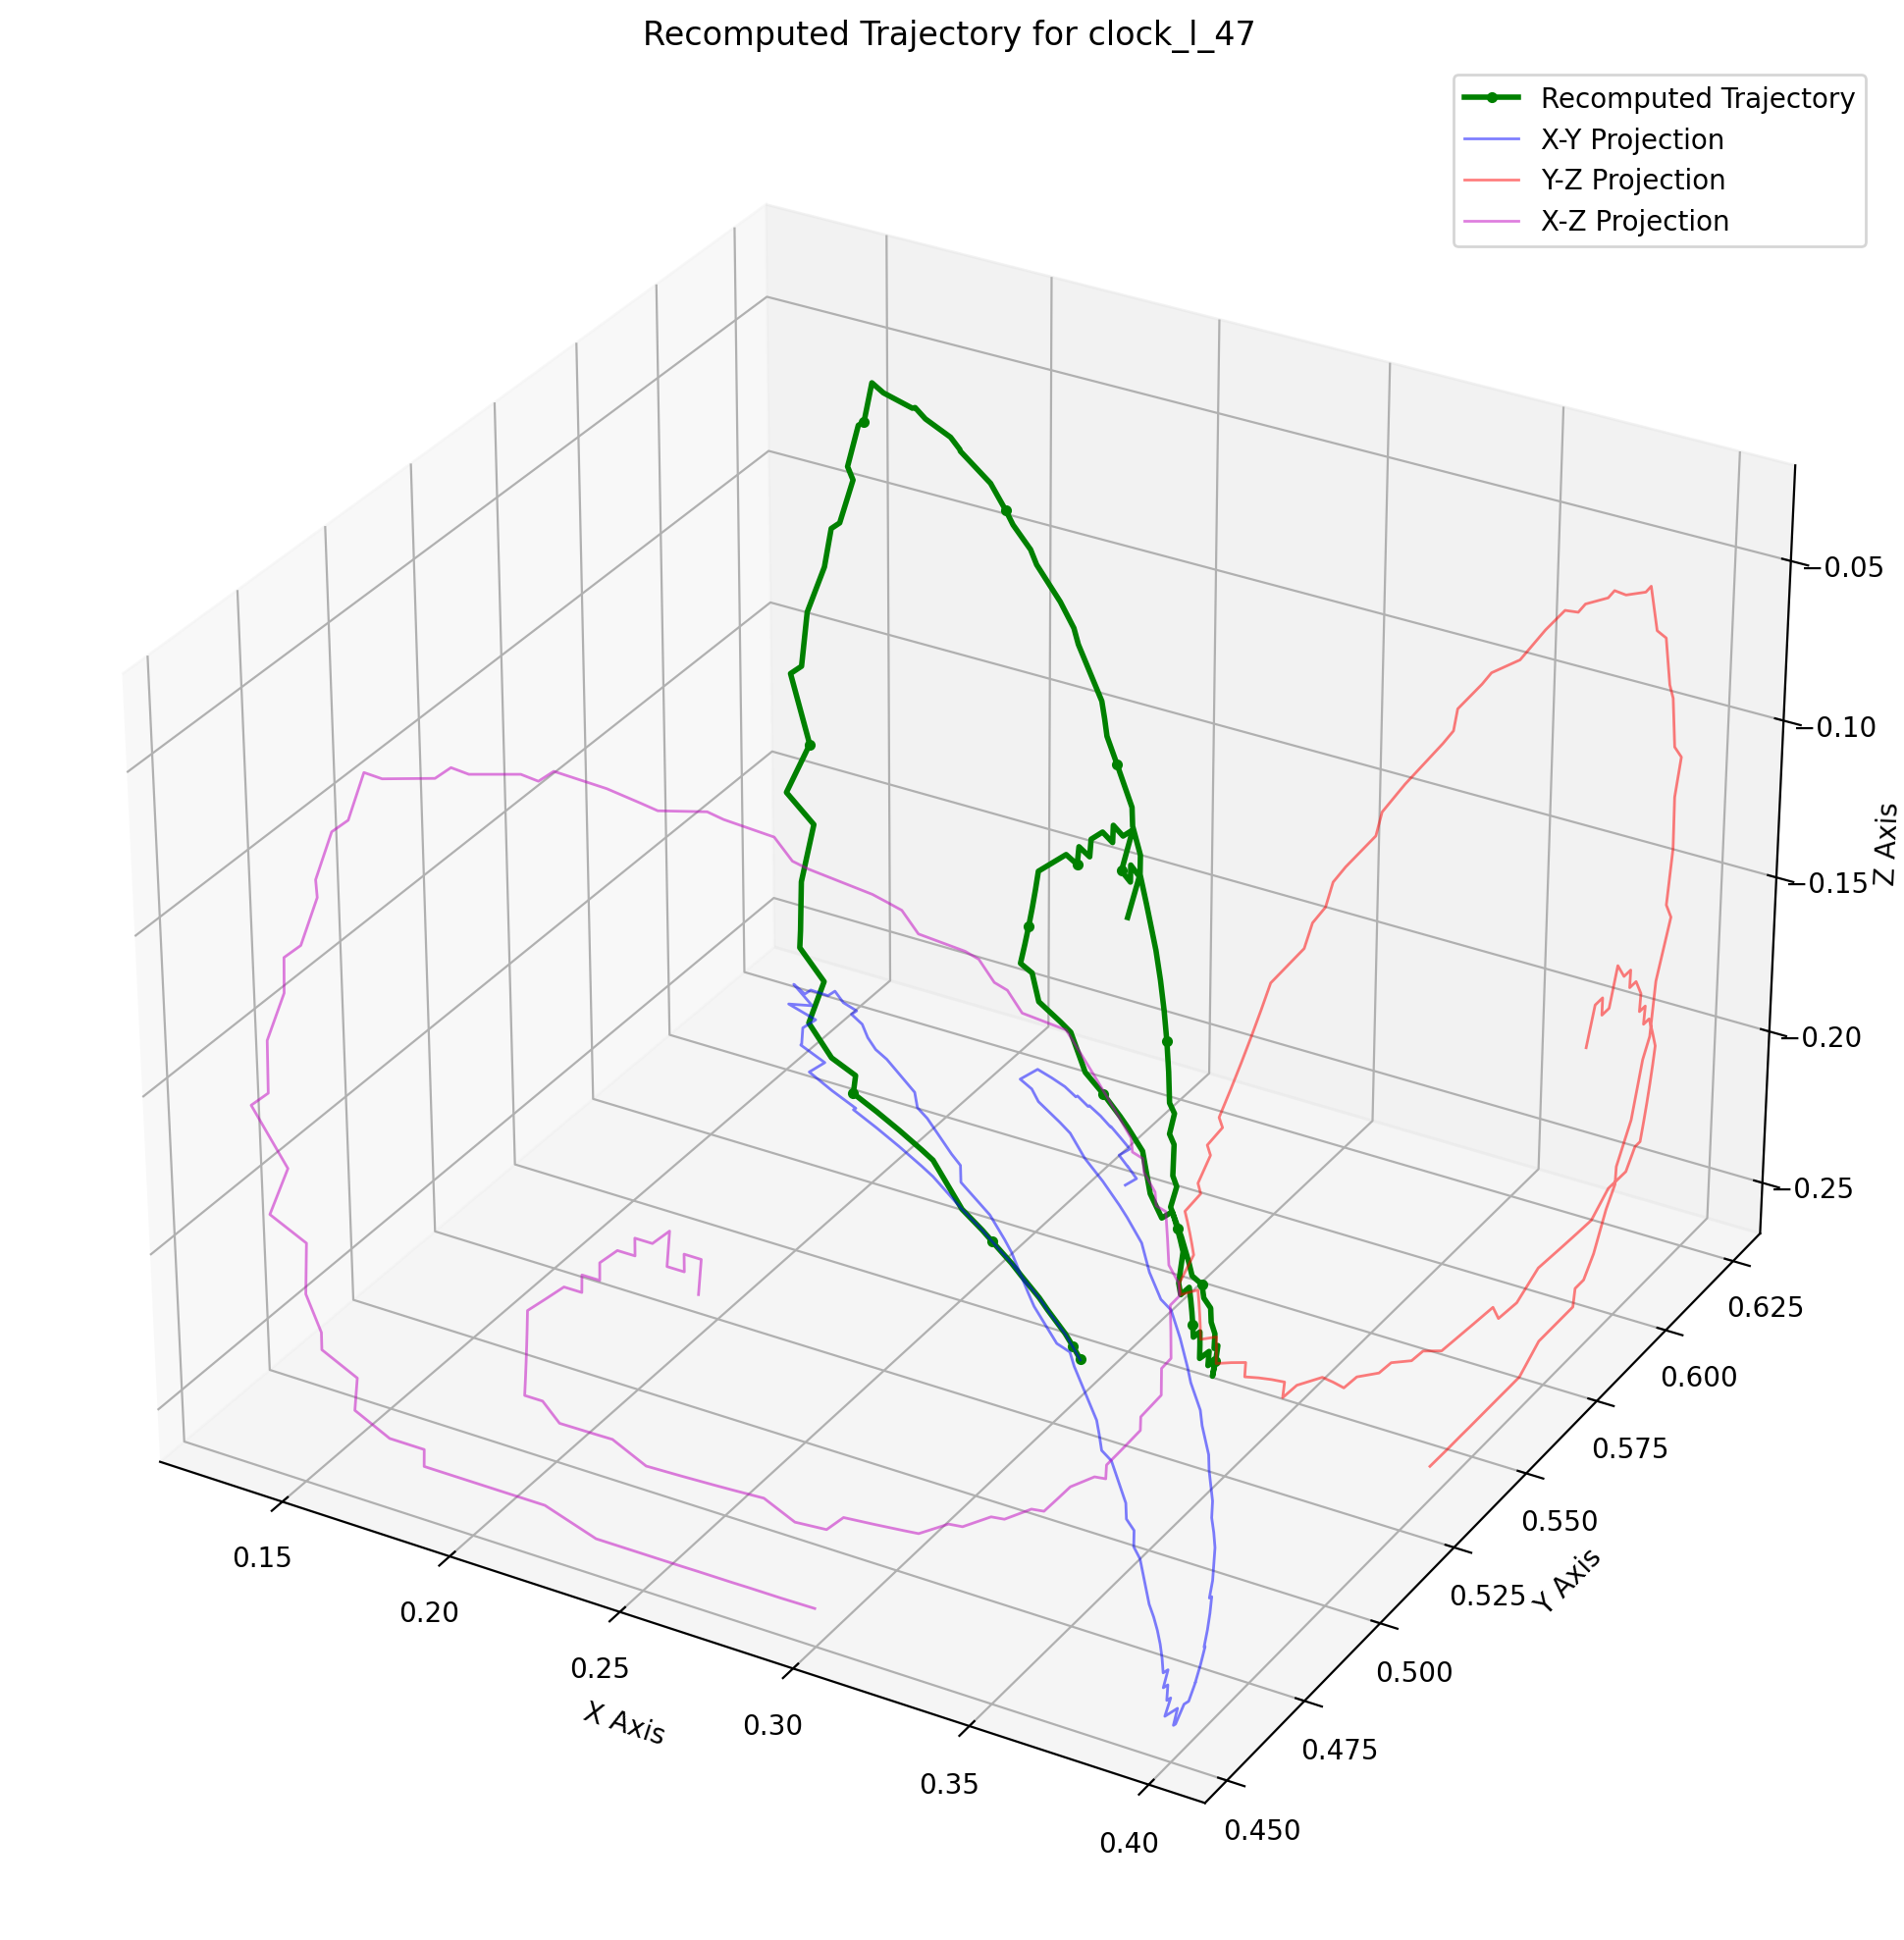 Recomputed Trajectory for clock_l_47
Recomputed Trajectory
X-Y Projection
Y-Z Projection
X-Z Projection
−0.05
−0.10
−0.15
−0.20
−0.25
Z Axis
0.625
0.600
0.575
0.550
0.525
0.500
0.475
0.450
Y Axis
0.15
0.20
0.25
0.30
0.35
0.40
X Axis